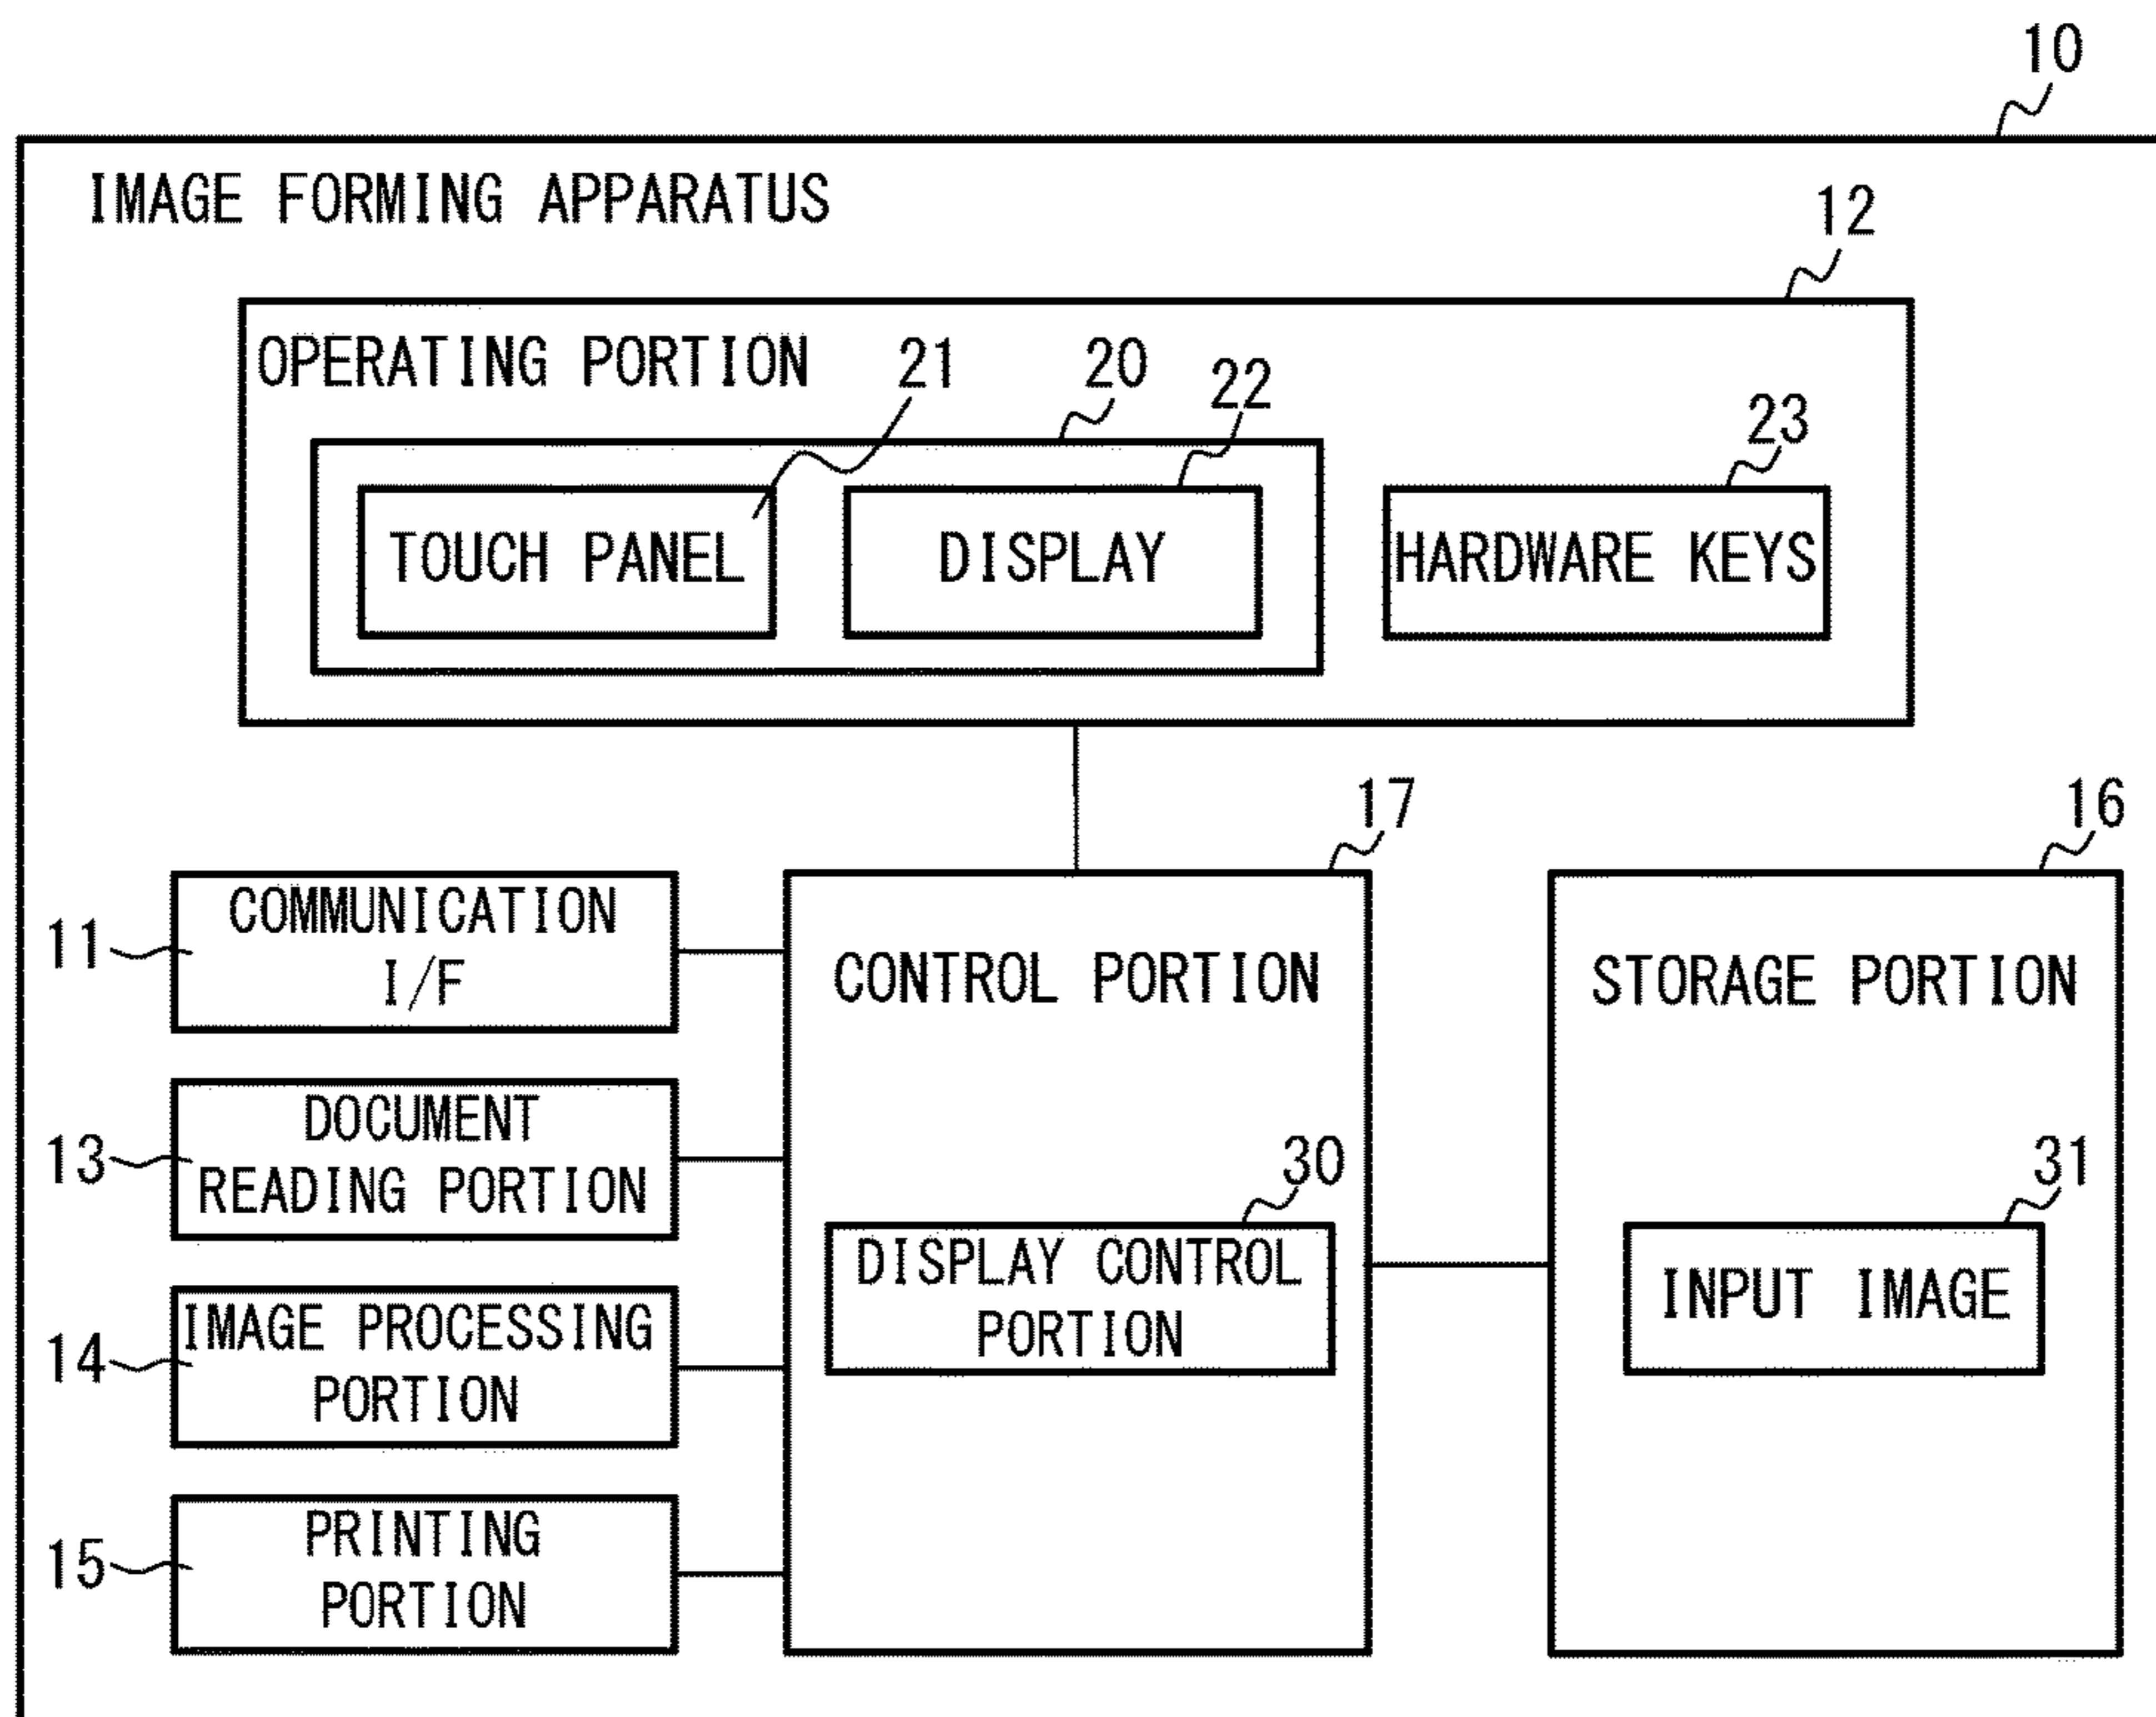 10
IMAGE FORMING APPARATUS
12
OPERATING PORTION
21
20
22
23
TOUCH PANEL
DISPLAY
HARDWARE KEYS
17
16
11
COMMUNICATION
I/F
CONTROL PORTION
STORAGE PORTION
13
DOCUMENT
READING PORTION
30
31
DISPLAY CONTROL
PORTION
INPUT IMAGE
14
IMAGE PROCESSING
PORTION
15
PRINTING
PORTION